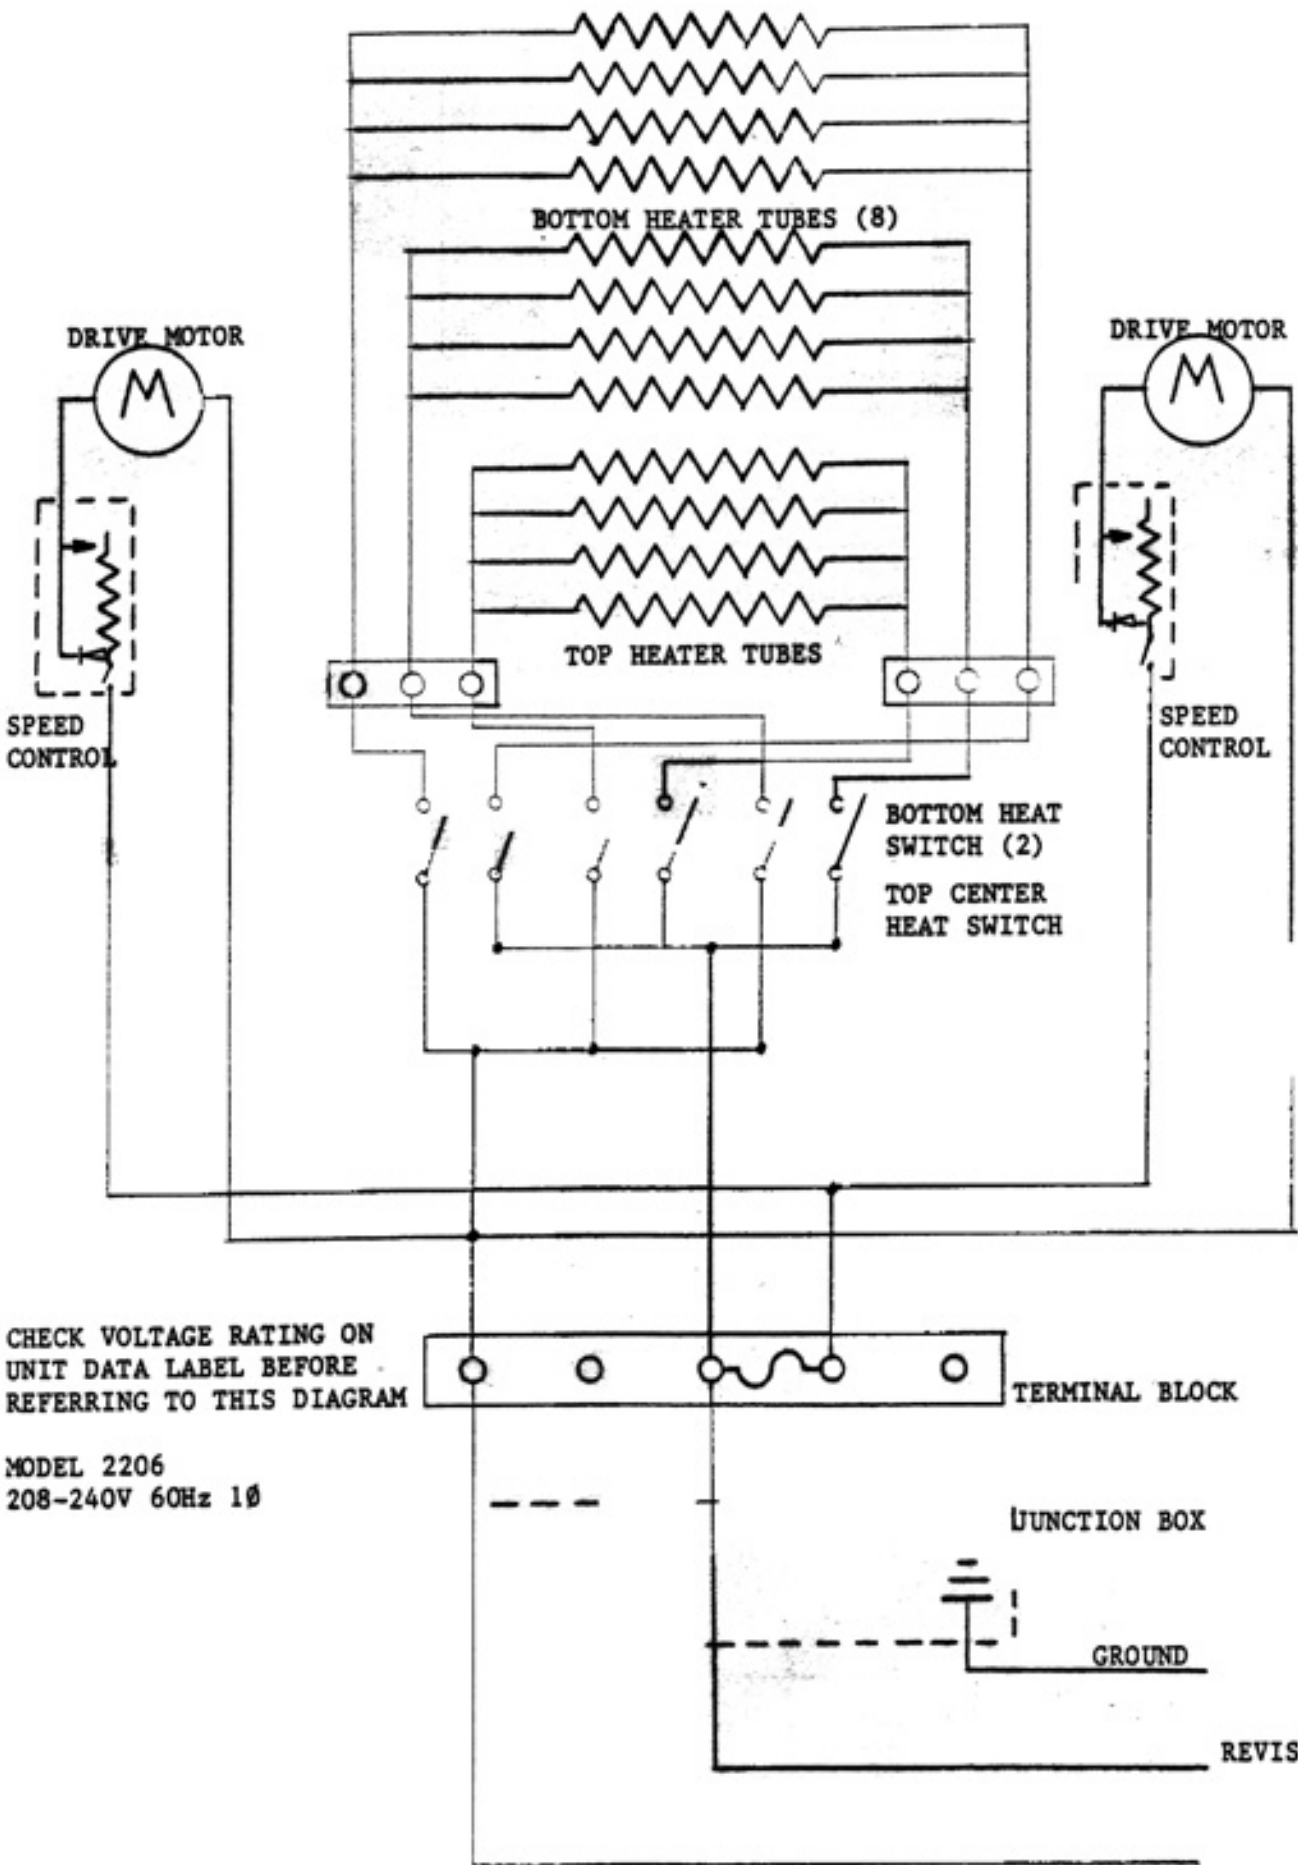 BOTTOM HEATER TUBES (8)
DRIVE MOTOR
M
DRIVE MOTOR
M
TOP HEATER TUBES
SPEED
CONTROL
SPEED
CONTROL
BOTTOM HEAT
SWITCH (2)
TOP CENTER
HEAT SWITCH
CHECK VOLTAGE RATING ON
UNIT DATA LABEL BEFORE
REFERRING TO THIS DIAGRAM
TERMINAL BLOCK
MODEL 2206
208-240V 60Hz 1Ø
JUNCTION BOX
GROUND
REVIS